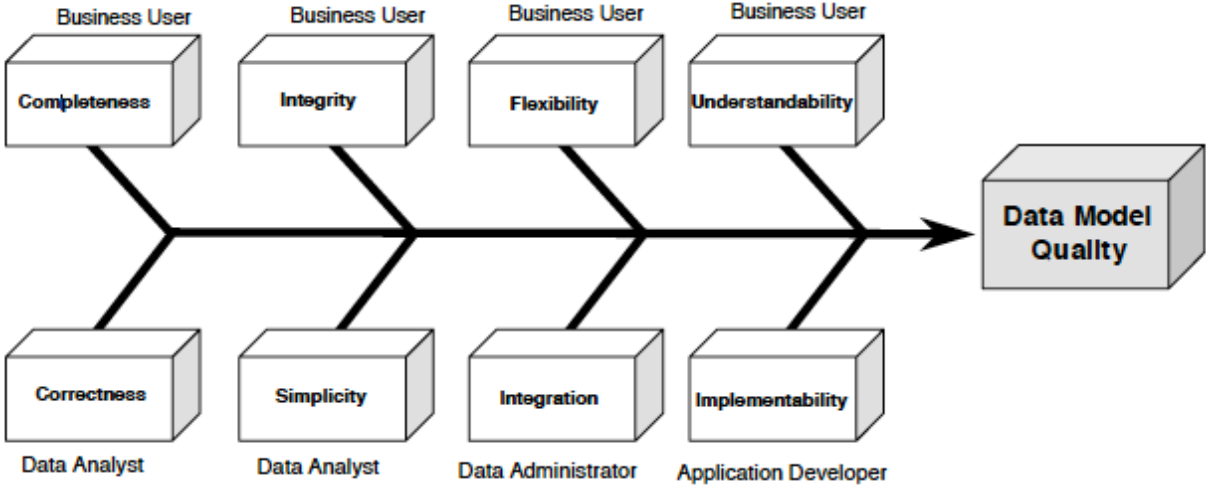 Business User
Business User
Business User
Business User
Completeness
Integrity
Flexibility
Understandability
Data Model
Quality
Correctness
Simplicity
Integration
Implementability
Data Analyst
Data Analyst
Data Administrator
Application Developer